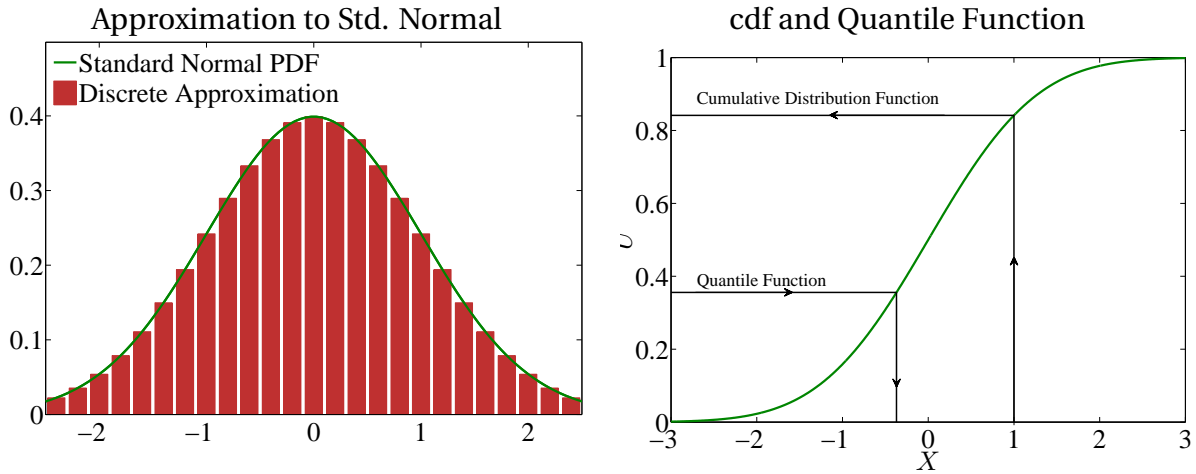 Approximation to Std. Normal
Standard Normal PDF
Discrete Approximation
0.4
0.3
0.2
0.1
0
−2 −1 0 1 2
cdf and Quantile Function
1
0.8
0.6
0.4
0.2
0
U
Cumulative Distribution Function
Quantile Function
−3 −2 −1 0 1 2 3
X